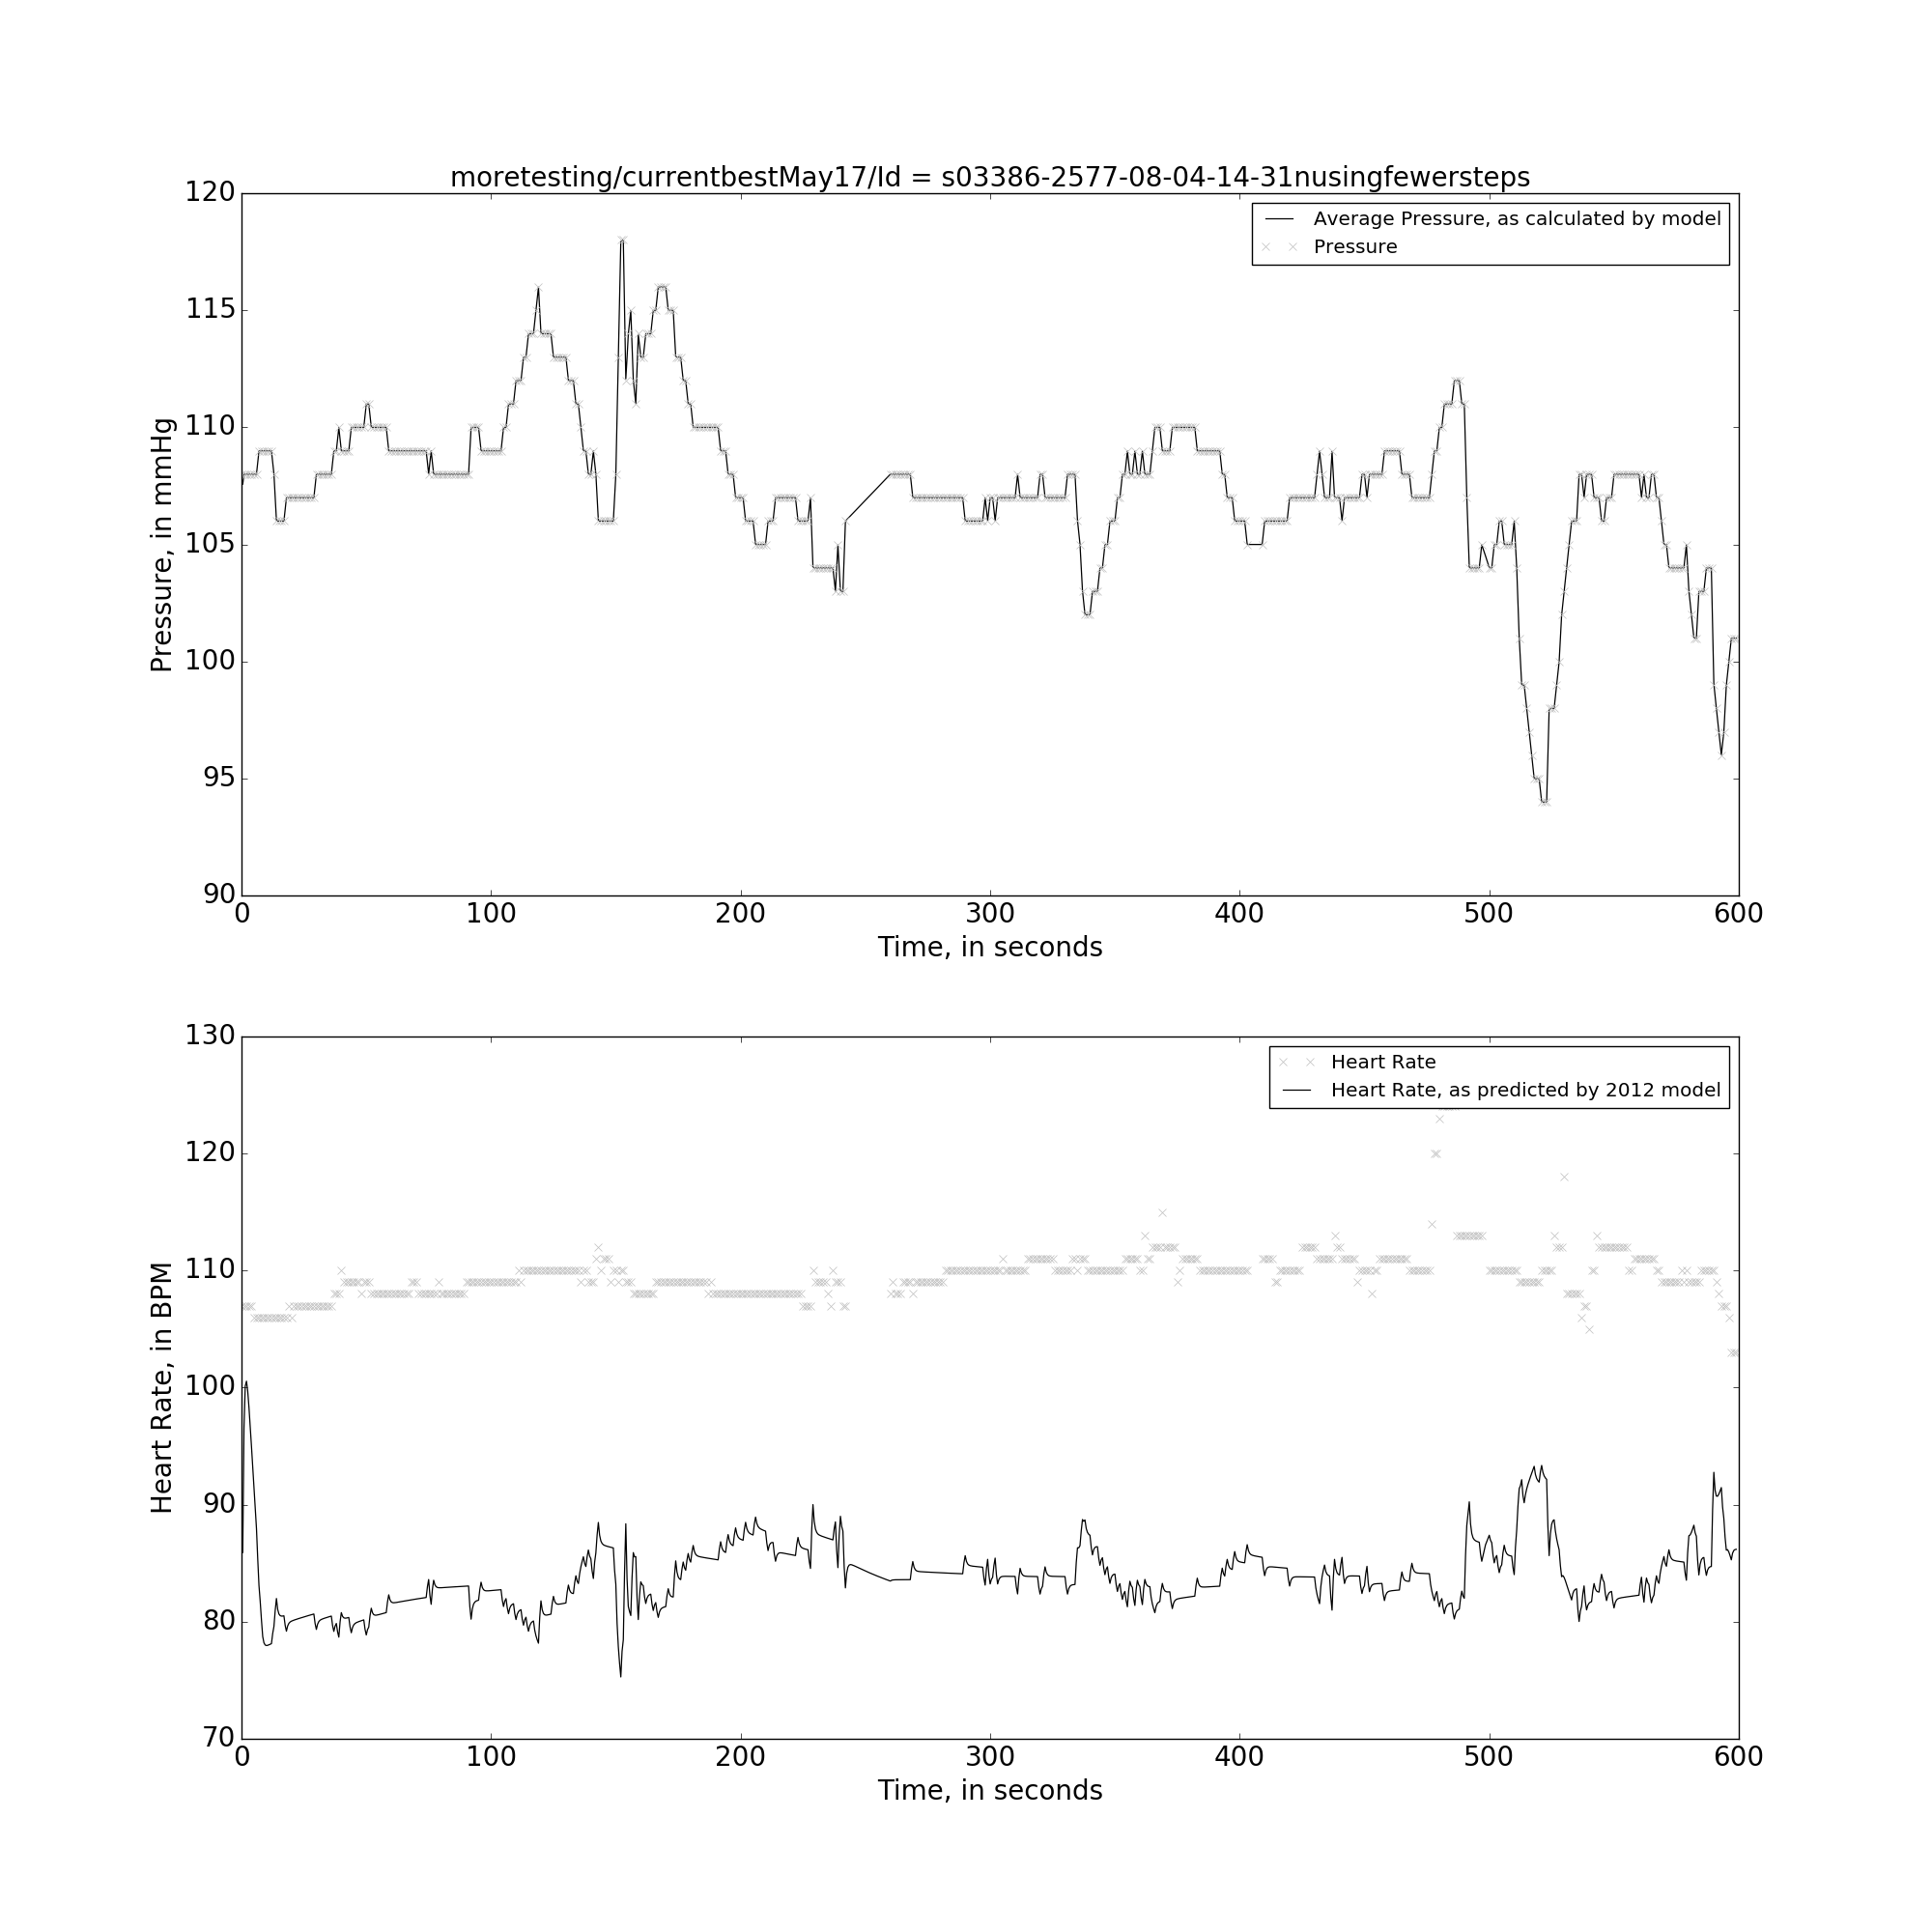 moretesting/currentbestMay17/Id = s03386-2577-08-04-14-31nusingfewersteps
120
115
110
105
100
95
90
Pressure, in mmHg
Average Pressure, as calculated by model
Pressure
0 100 200 300 400 500 600
Time, in seconds
130
120
110
100
90
80
70
Heart Rate, in BPM
Heart Rate
Heart Rate, as predicted by 2012 model
0 100 200 300 400 500 600
Time, in seconds